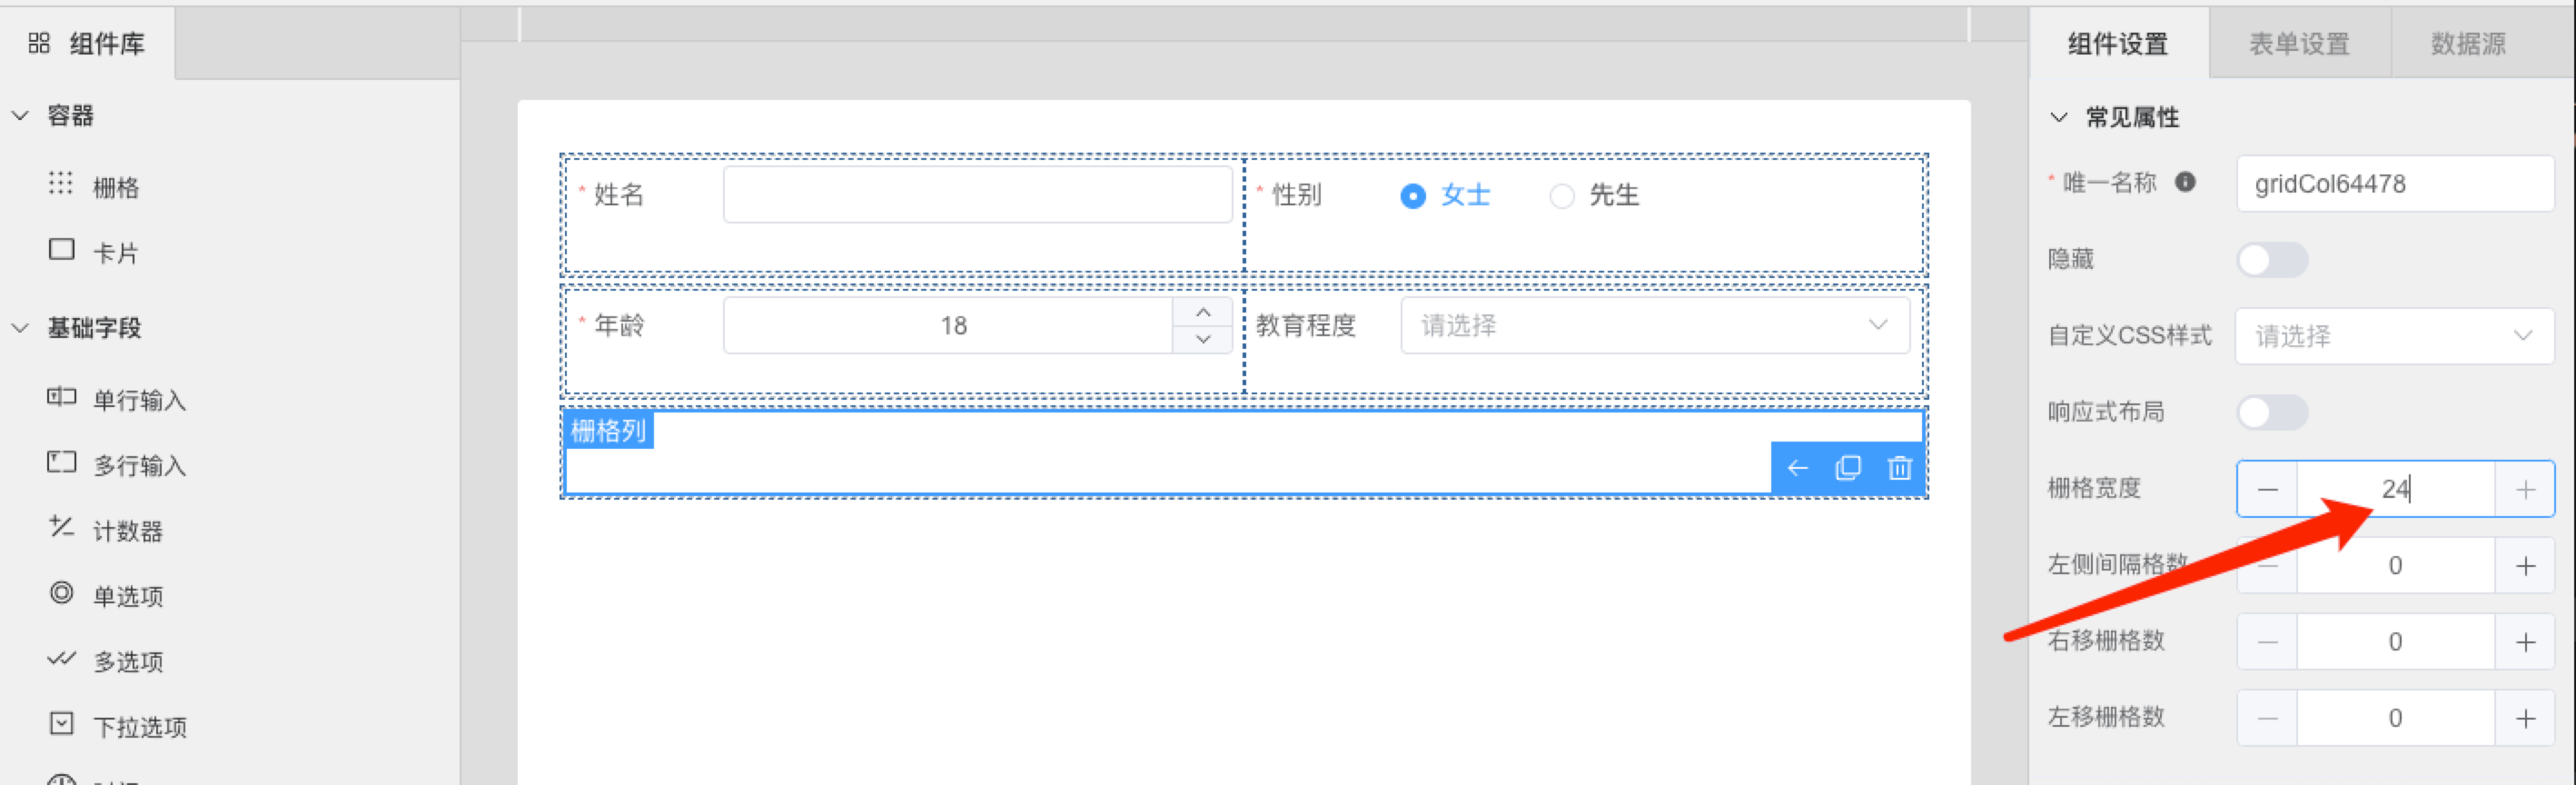 组件库
容器
栅格
卡片
基础字段
单行输入
多行输入
计数器
单选项
多选项
下拉选项
* 姓名
* 性别 女士 先生
* 年龄 18
教育程度 请选择
栅格列
组件设置 表单设置 数据源
常见属性
* 唯一名称 gridCol64478
隐藏
自定义CSS样式 请选择
响应式布局
栅格宽度 24
左侧间隔格数 0
右移栅格数 0
左移栅格数 0